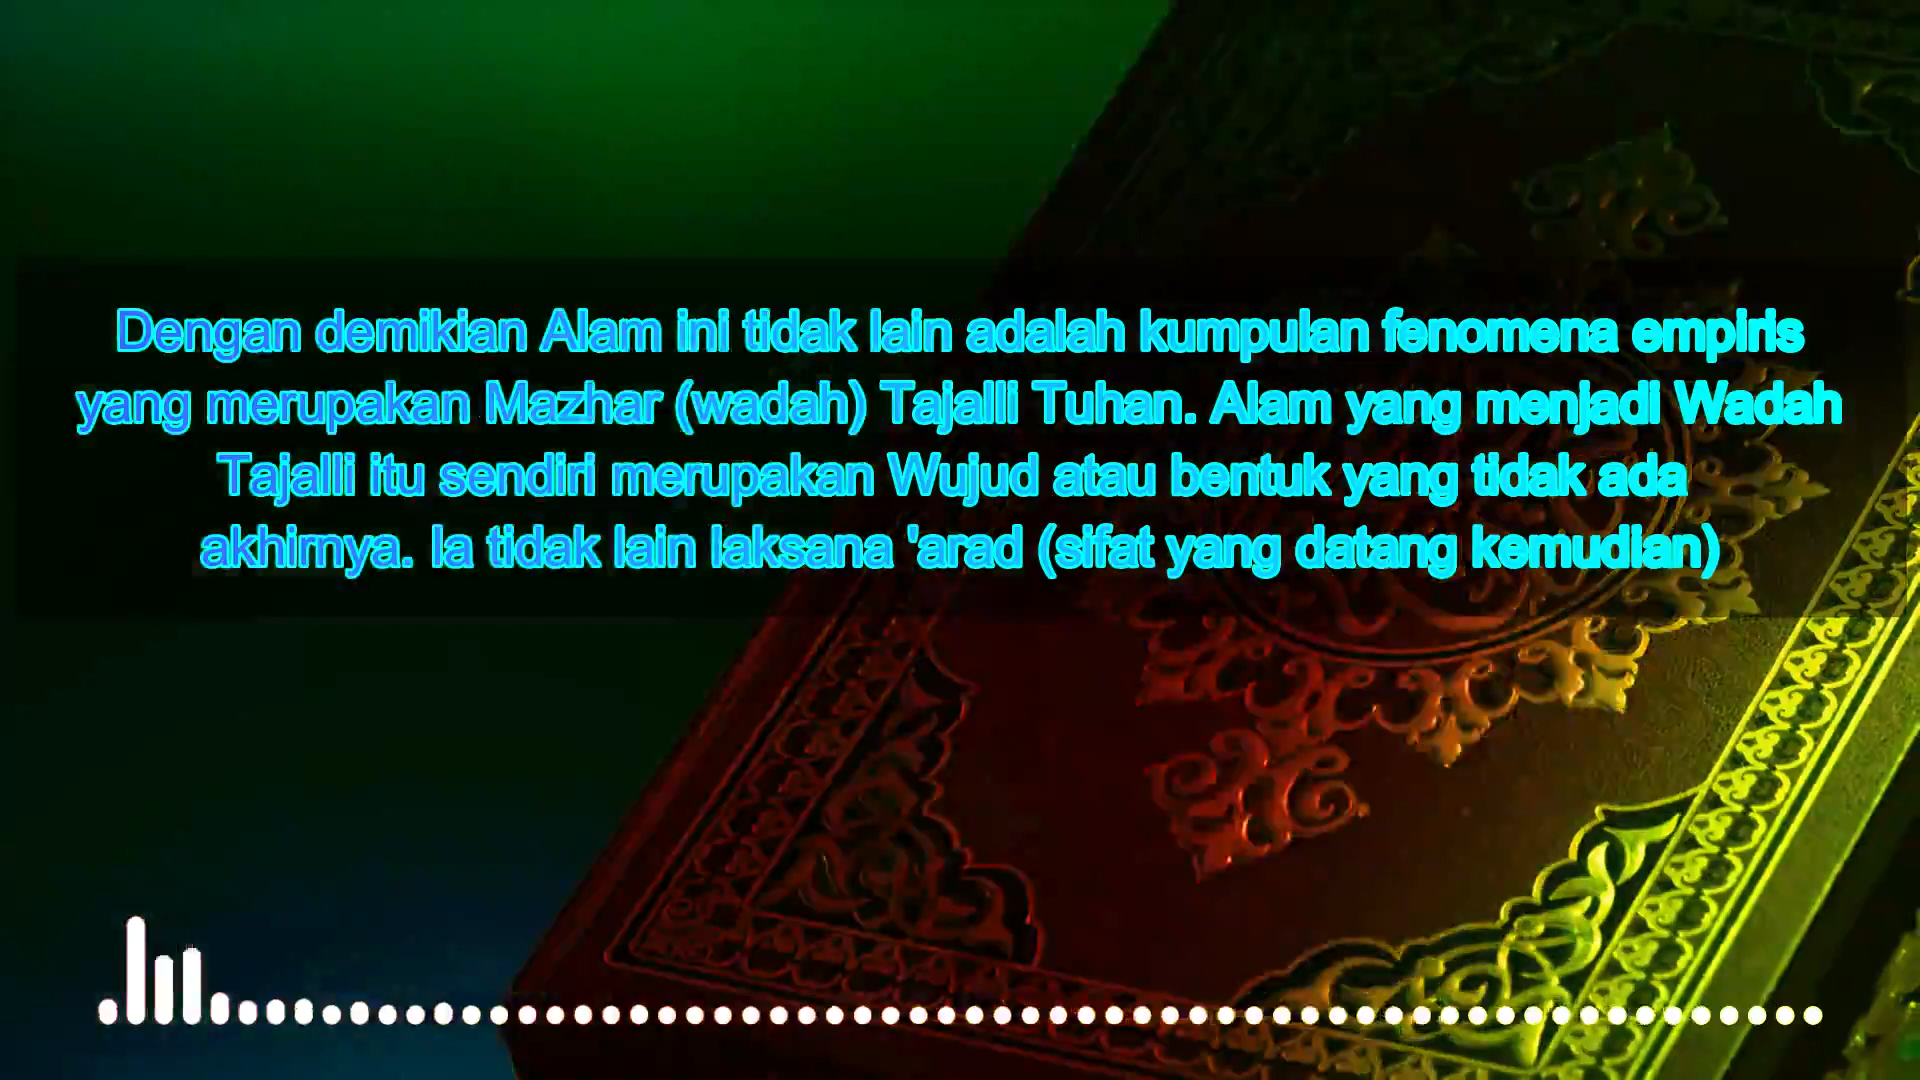 Dengan demikian Alam ini tidak lain adalah kumpulan fenomena empiris
yang merupakan Mazhar (wadah) Tajalli Tuhan. Alam yang menjadi Wadah
Tajalli itu sendiri merupakan Wujud atau bentuk yang tidak ada
akhirnya. Ia tidak lain laksana 'arad (sifat yang datang kemudian)